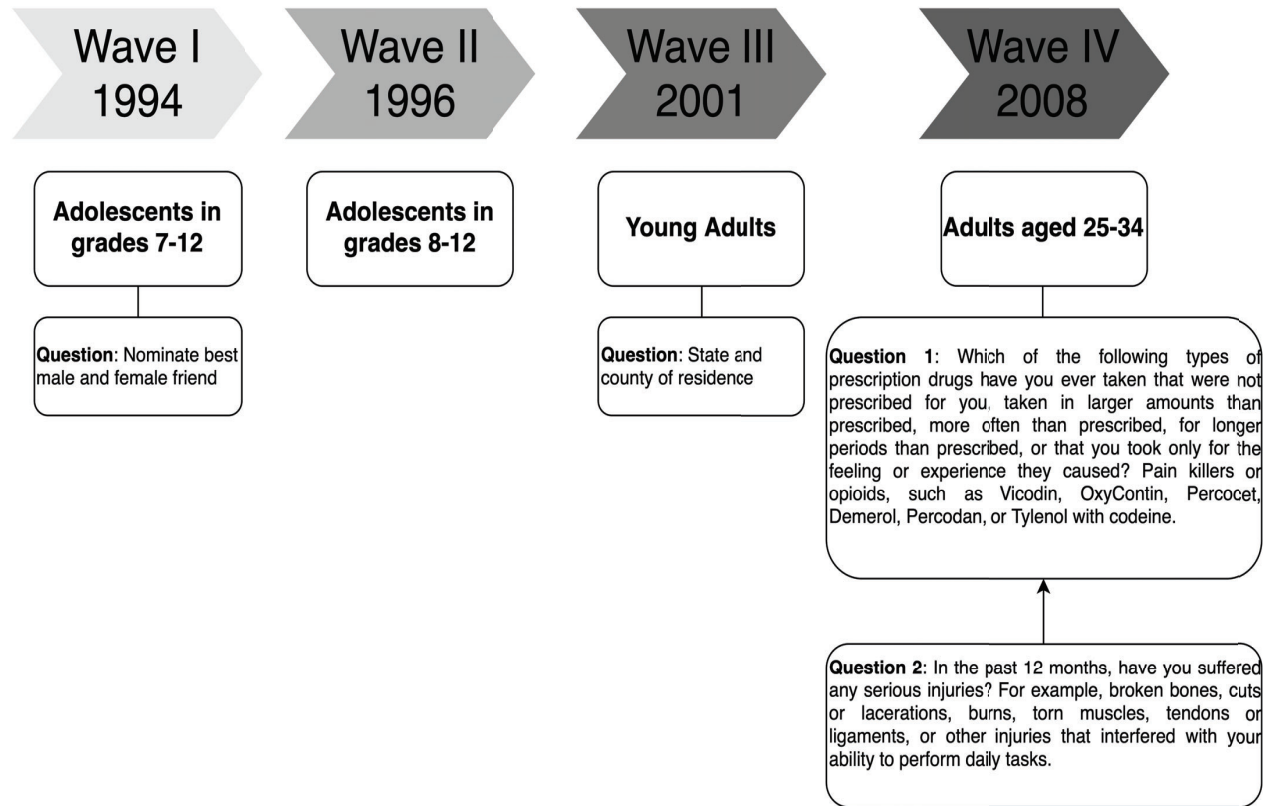 Wave I
1994
Wave II
1996
Wave III
2001
Wave IV
2008
Adolescents in
grades 7-12
Adolescents in
grades 8-12
Young Adults
Adults aged 25-34
Question: Nominate best
male and female friend
Question: State and
county of residence
Question 1: Which of the following types of
prescription drugs have you ever taken that were not
prescribed for you, taken in larger amounts than
prescribed, more often than prescribed, for longer
periods than prescribed, or that you took only for the
feeling or experience they caused? Pain killers or
opioids, such as Vicodin, OxyContin, Percocet,
Demerol, Percodan, or Tylenol with codeine.
Question 2: In the past 12 months, have you suffered
any serious injuries? For example, broken bones, cuts
or lacerations, burns, torn muscles, tendons or
ligaments, or other injuries that interfered with your
ability to perform daily tasks.